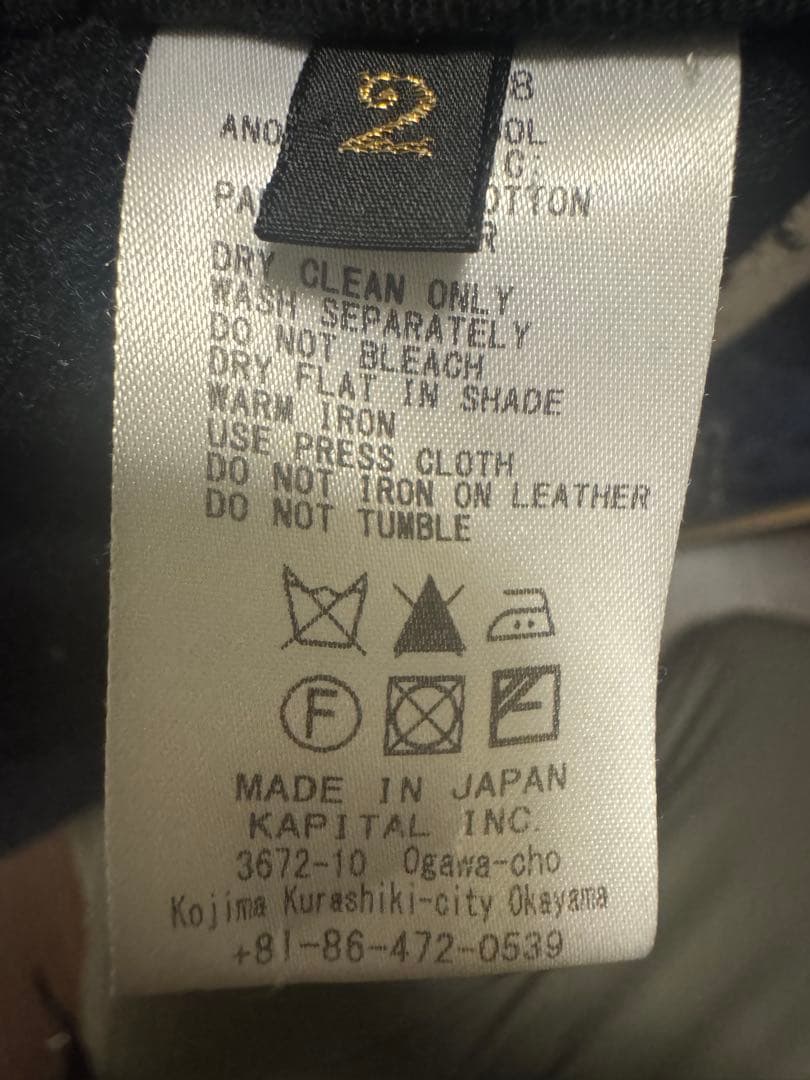 2
8
DRY CLEAN ONLY
WASH SEPARATELY
DO NOT BLEACH
DRY FLAT IN SHADE
WARM IRON
USE PRESS CLOTH
DO NOT IRON ON LEATHER
DO NOT TUMBLE
F
MADE IN JAPAN
KAPITAL INC.
3672-10 Ogawa-cho
Kojima Kurashiki-city Okayama
+81-86-472-0539